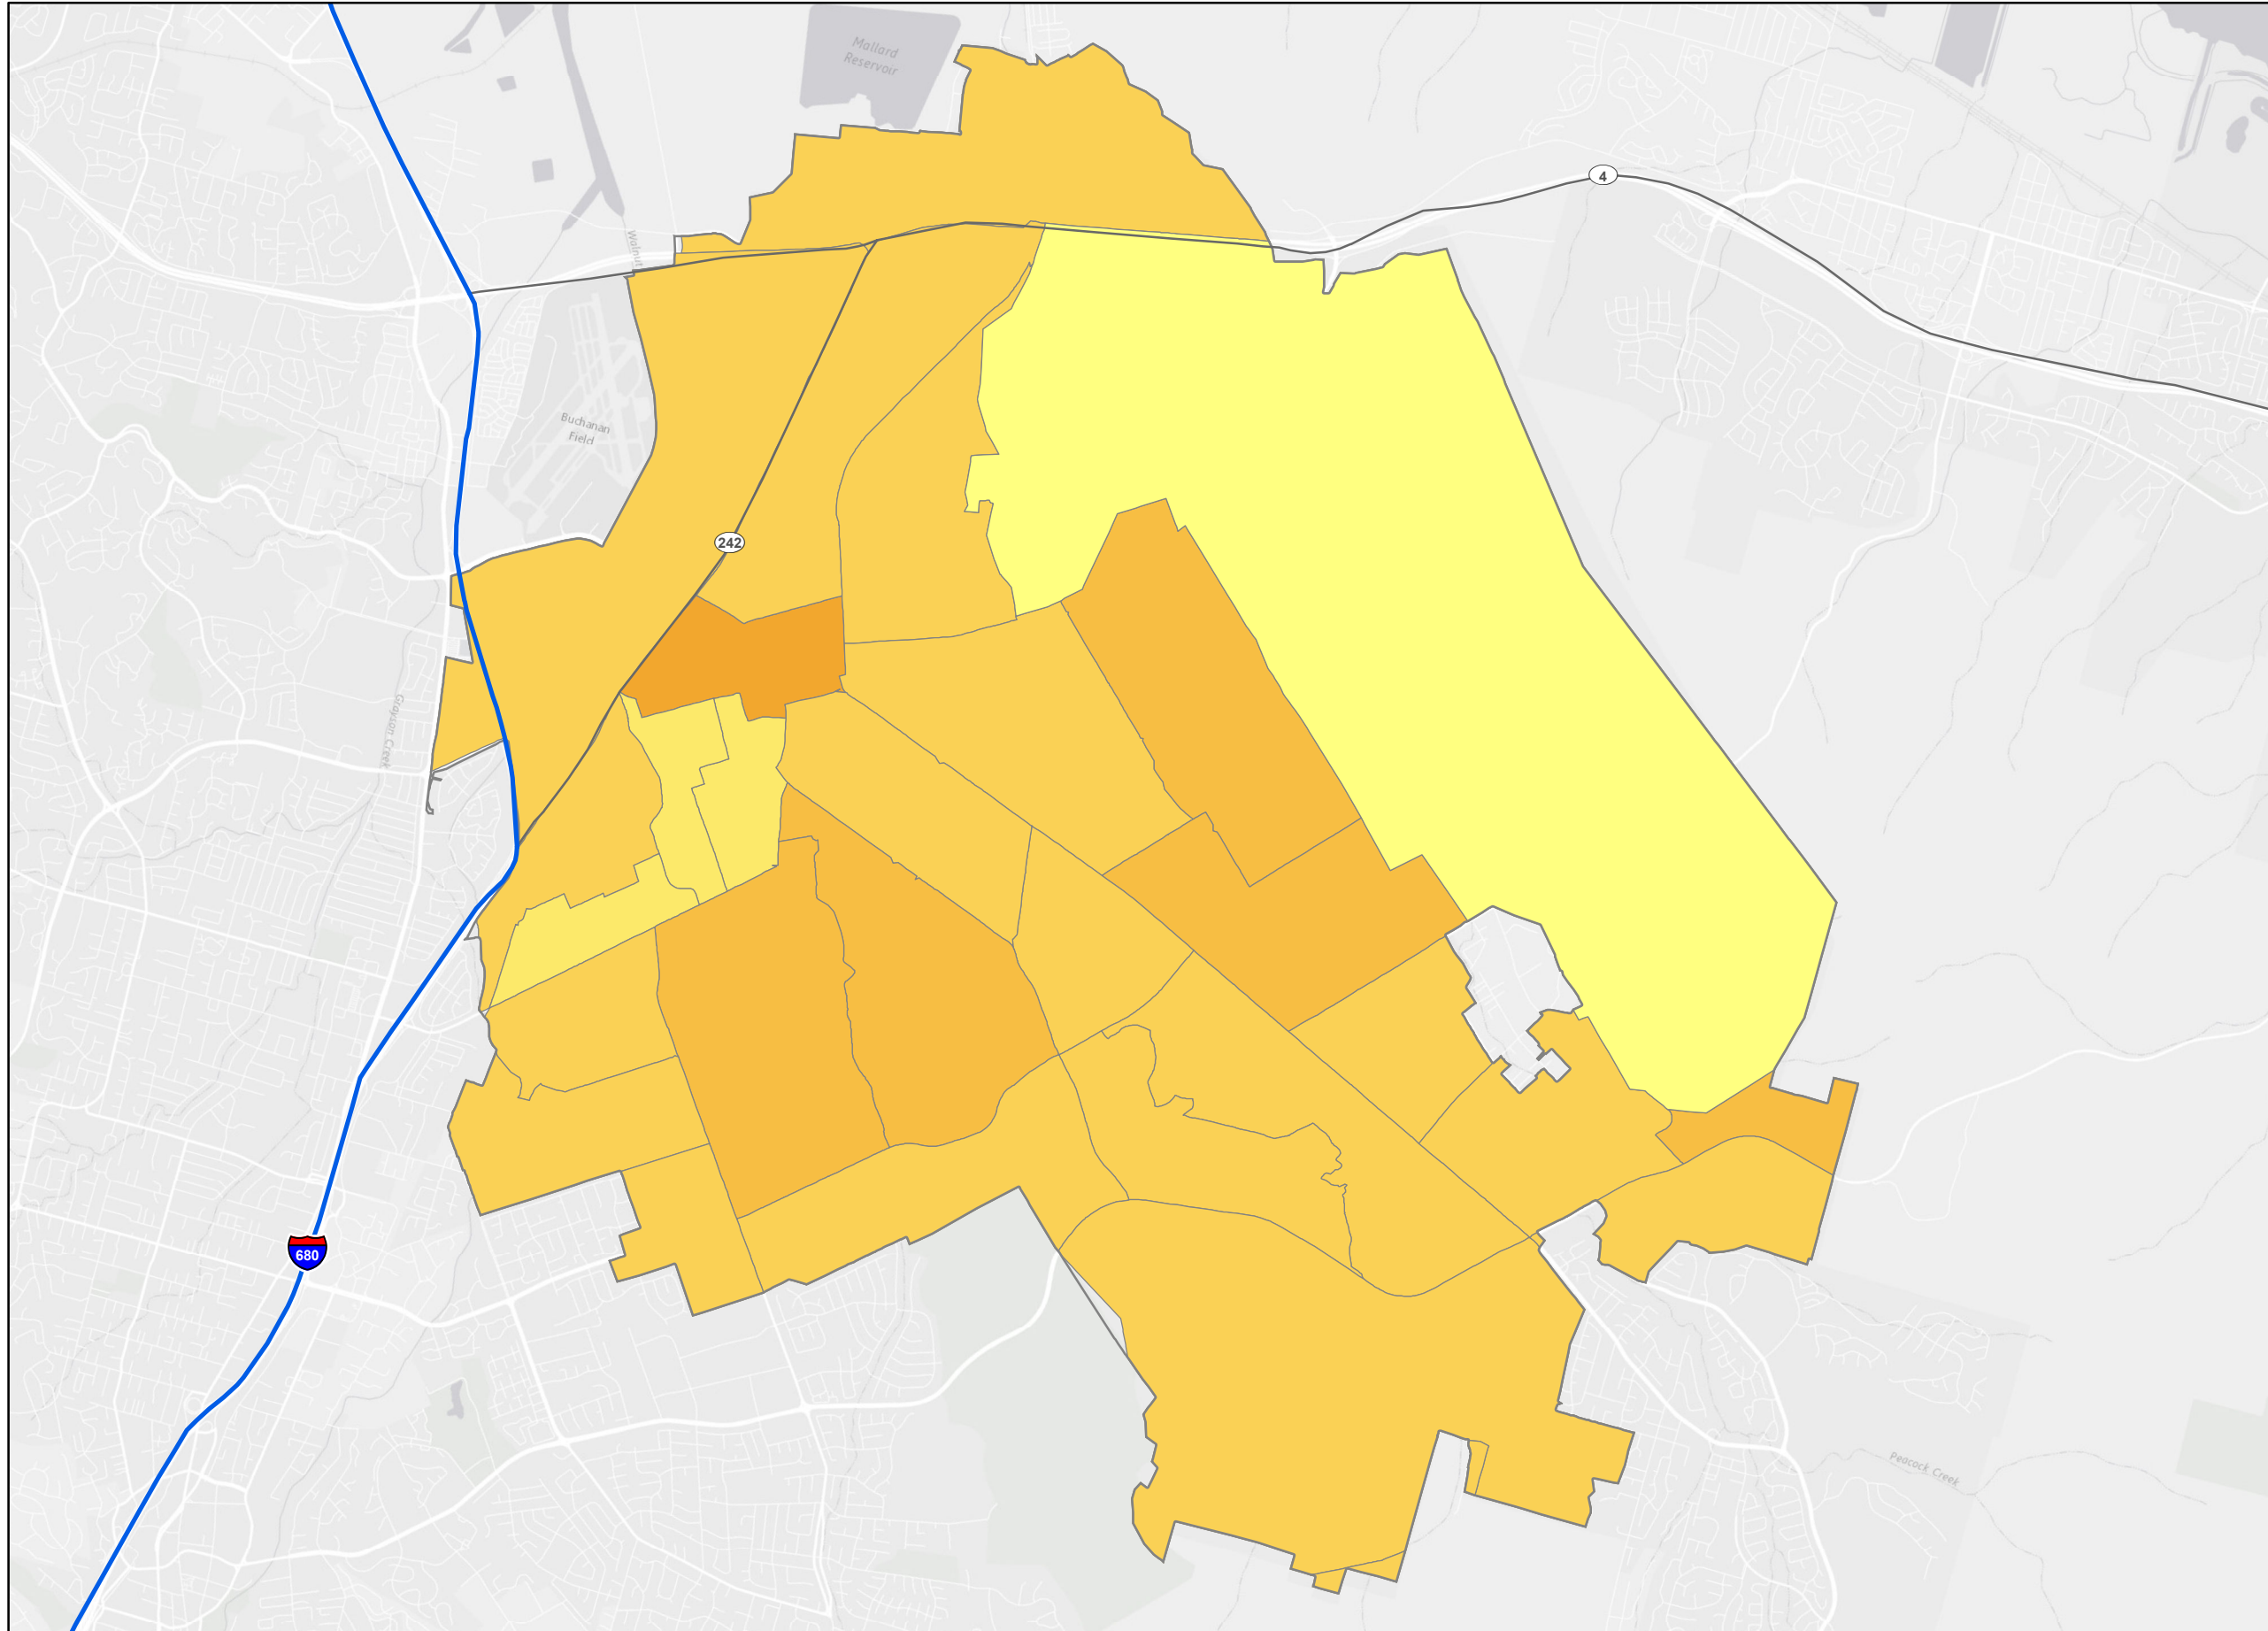 Mallard
Reservoir
4
Walnut
Buchanan
Field
242
Grayson Creek
680
Peacock Creek